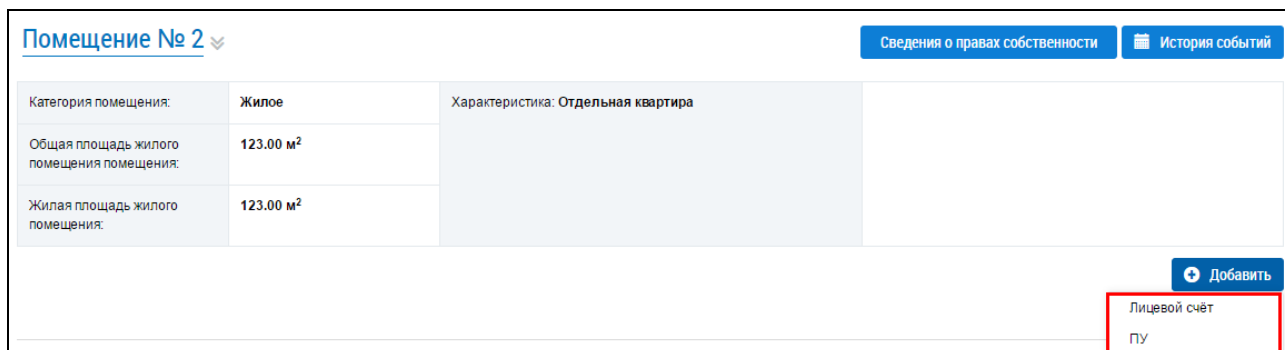 Помещение № 2
Сведения о правах собственности
История событий
Категория помещения:
Жилое
Характеристика: Отдельная квартира
Общая площадь жилого
помещения помещения:
123.00 м²
Жилая площадь жилого
помещения:
123.00 м²
Добавить
Лицевой счёт
ПУ